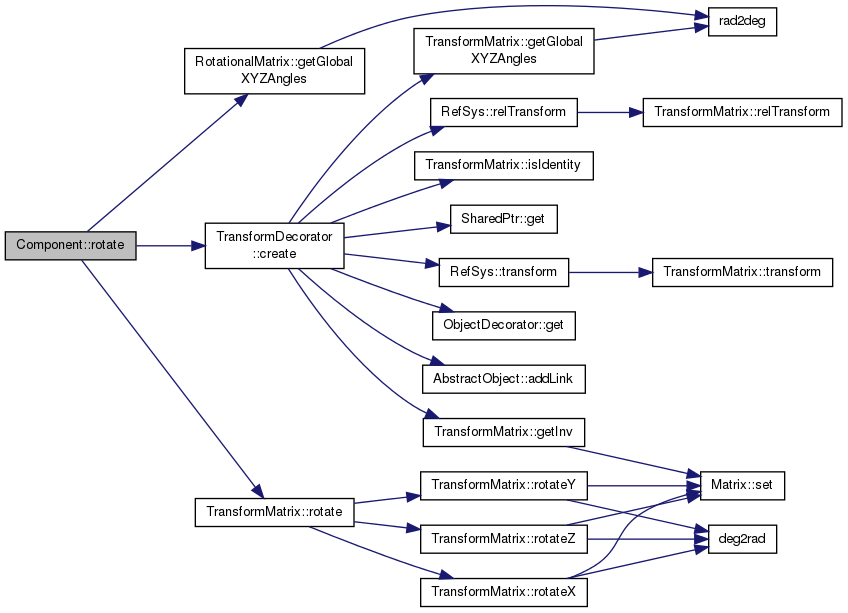 rad2deg
RotationalMatrix::getGlobal
XYZAngles
TransformMatrix::getGlobal
XYZAngles
RefSys::relTransform
TransformMatrix::relTransform
TransformMatrix::isIdentity
SharedPtr::get
Component::rotate
TransformDecorator
::create
RefSys::transform
TransformMatrix::transform
ObjectDecorator::get
AbstractObject::addLink
TransformMatrix::getInv
TransformMatrix::rotateY
Matrix::set
TransformMatrix::rotate
TransformMatrix::rotateZ
deg2rad
TransformMatrix::rotateX